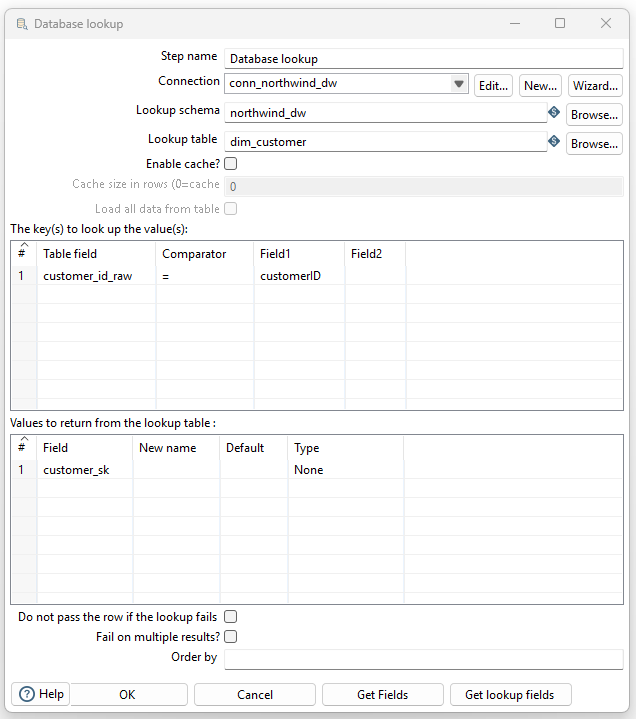 Database lookup
Step name Database lookup
Connection conn_northwind_dw Edit... New... Wizard...
Lookup schema northwind_dw S Browse...
Lookup table dim_customer S Browse...
Enable cache?
Cache size in rows (0=cache 0
Load all data from table
The key(s) to look up the value(s):
# Table field Comparator Field1 Field2
1 customer_id_raw = customerID
Values to return from the lookup table :
# Field New name Default Type
1 customer_sk None
Do not pass the row if the lookup fails
Fail on multiple results?
Order by
? Help OK Cancel Get Fields Get lookup fields